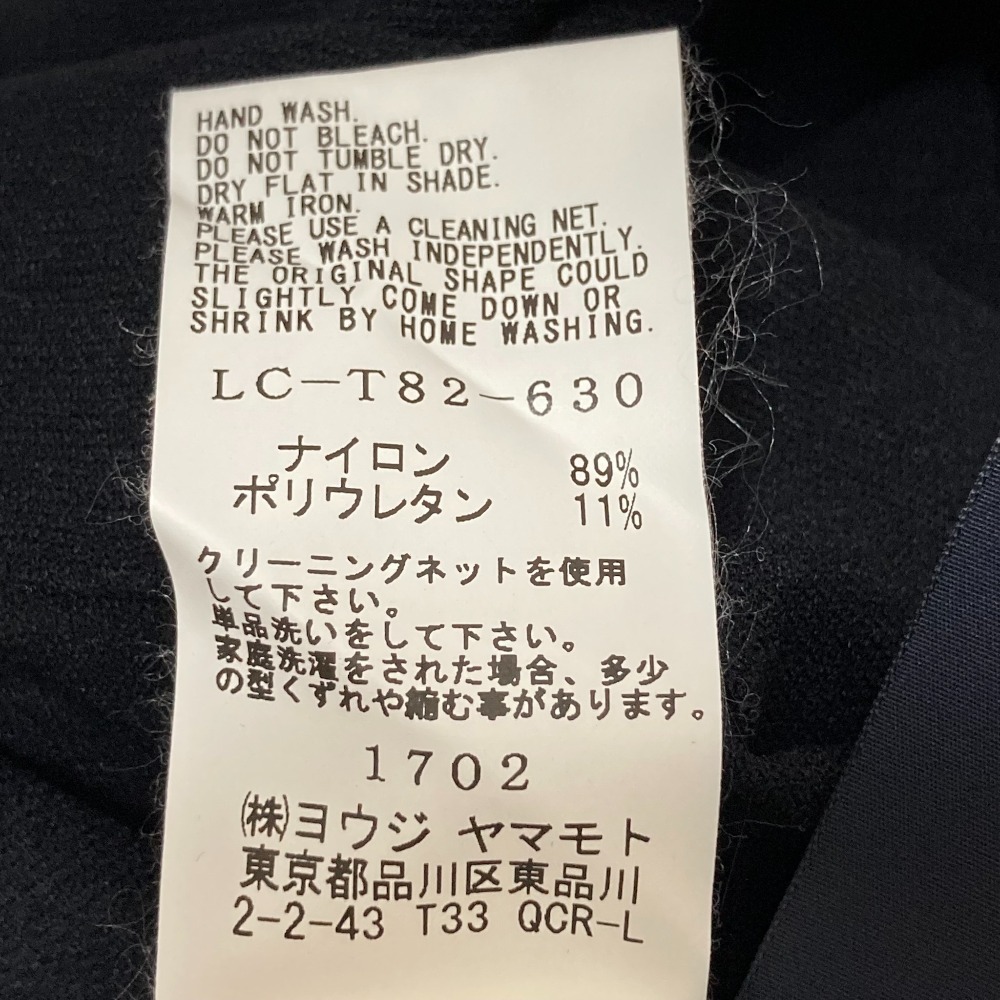 HAND WASH.
DO NOT BLEACH.
DO NOT TUMBLE DRY.
DRY FLAT IN SHADE.
WARM IRON.
PLEASE USE A CLEANING NET.
PLEASE WASH INDEPENDENTLY.
THE ORIGINAL SHAPE COULD
SLIGHTLY COME DOWN OR
SHRINK BY HOME WASHING.
LC-T82-630
ナイロン 89%
ポリウレタン 11%
クリーニングネットを使用
して下さい。
単品洗いをして下さい。
家庭洗濯をされた場合、多少
の型くずれや縮む事があります。
1702
㈱ヨウジ ヤマモト
東京都品川区東品川
2-2-43 T33 QCR-L